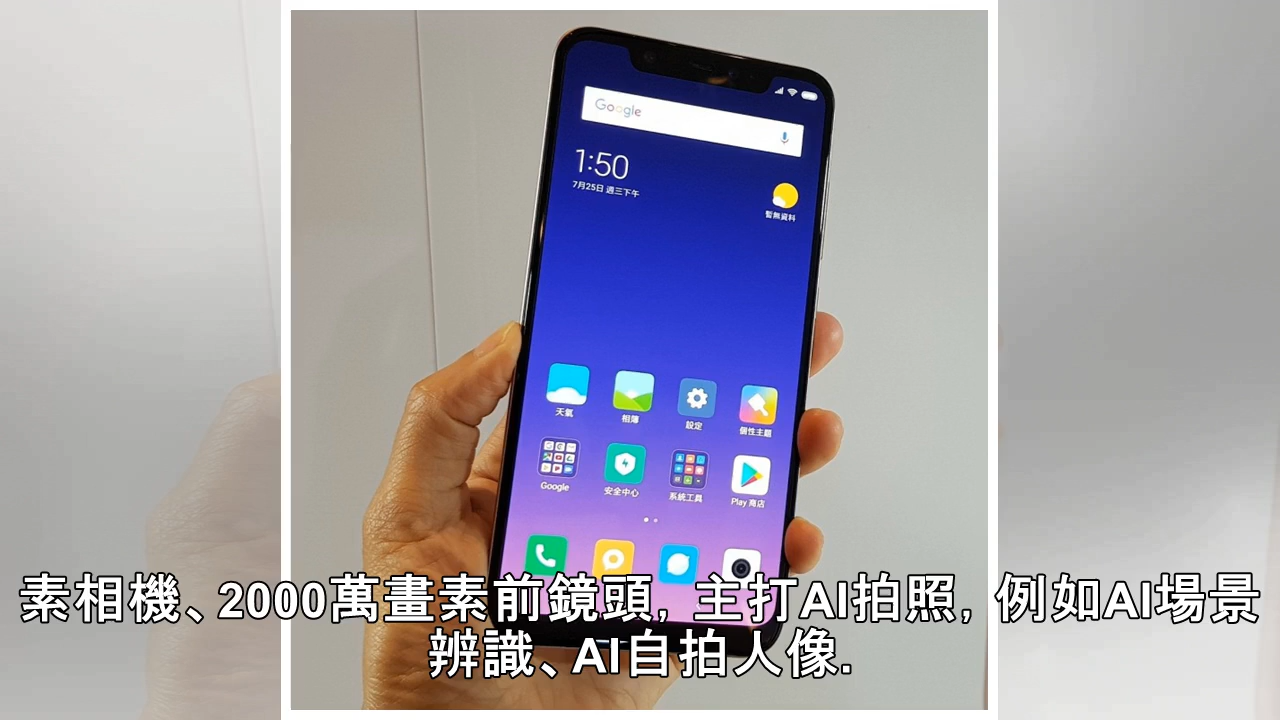 Google
1:50
7月25日 週三下午
暫無資料
天氣
相簿
設定
個性主題
Google
安全中心
系統工具
Play 商店
素相機、2000萬畫素前鏡頭, 主打AI拍照, 例如AI場景
辨識、AI自拍人像.